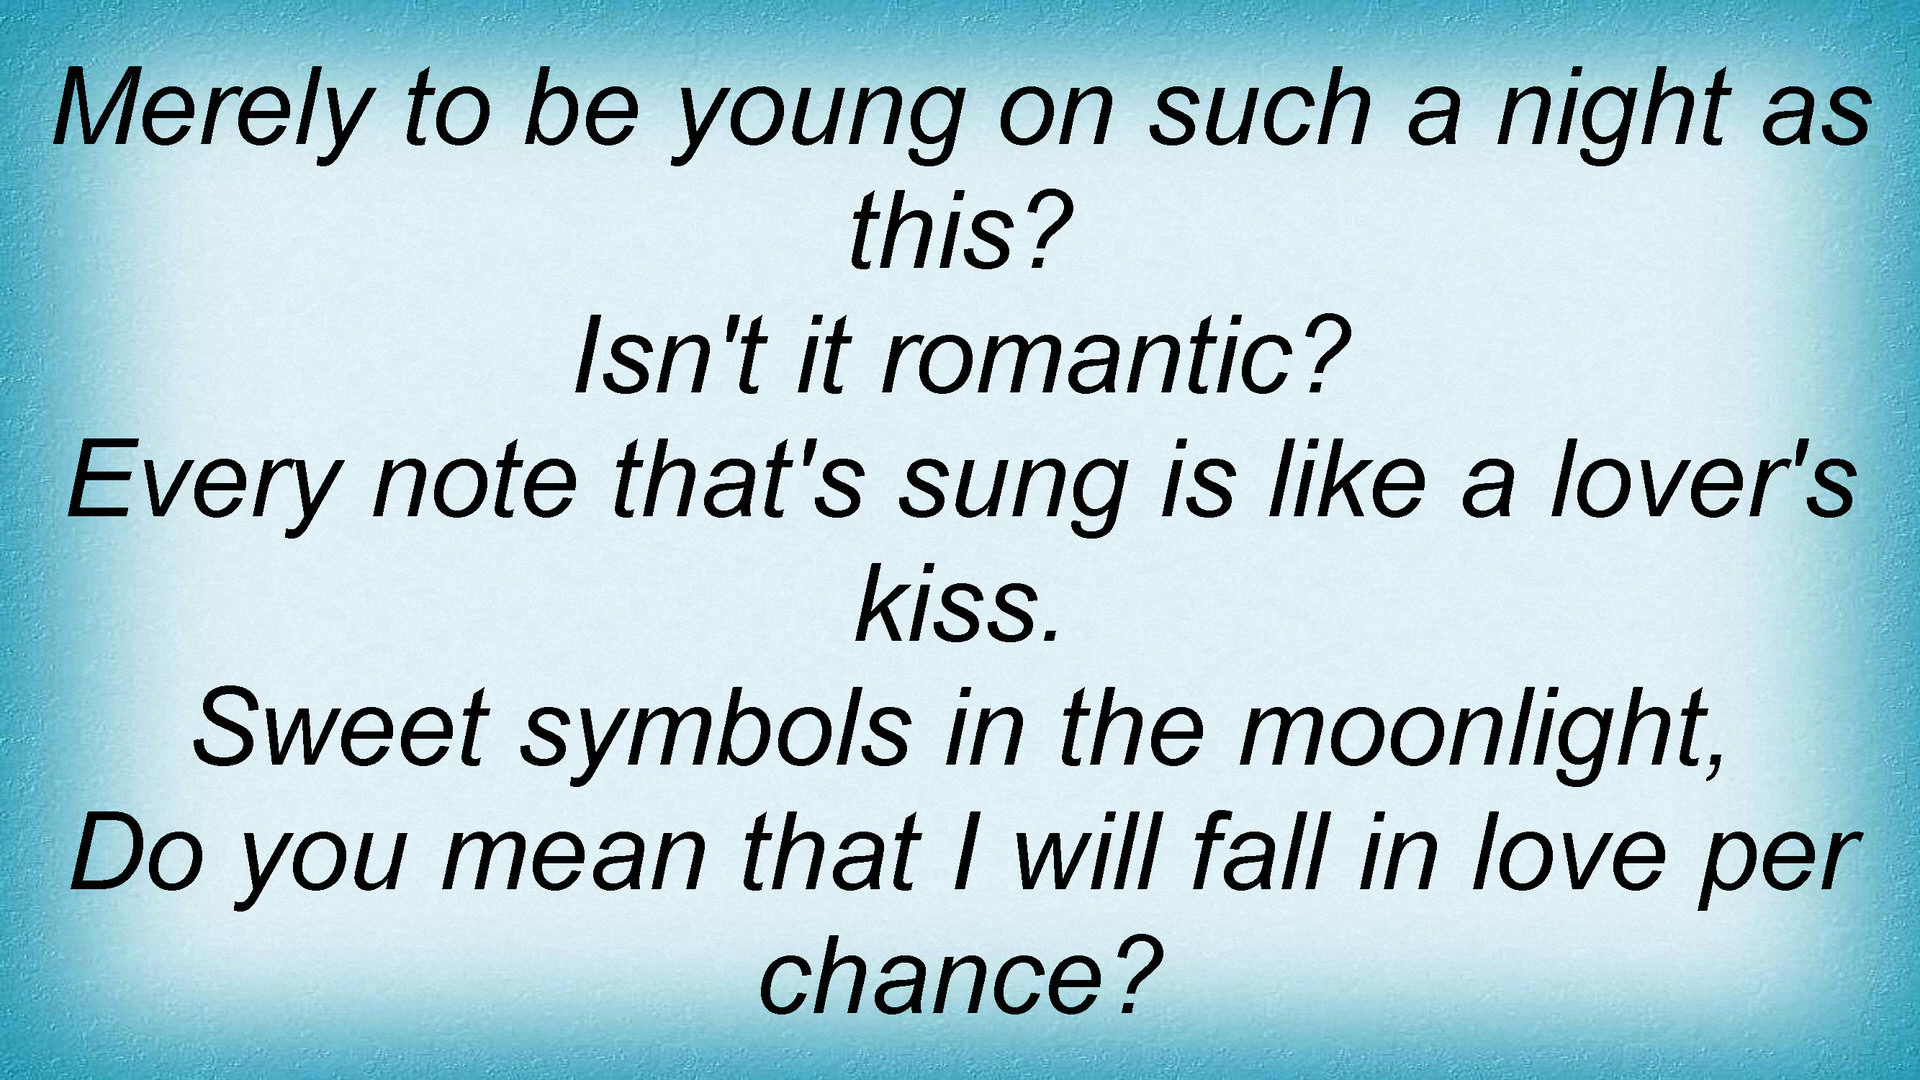 Merely to be young on such a night as
this?
Isn't it romantic?
Every note that's sung is like a lover's
kiss.
Sweet symbols in the moonlight,
Do you mean that I will fall in love per
chance?